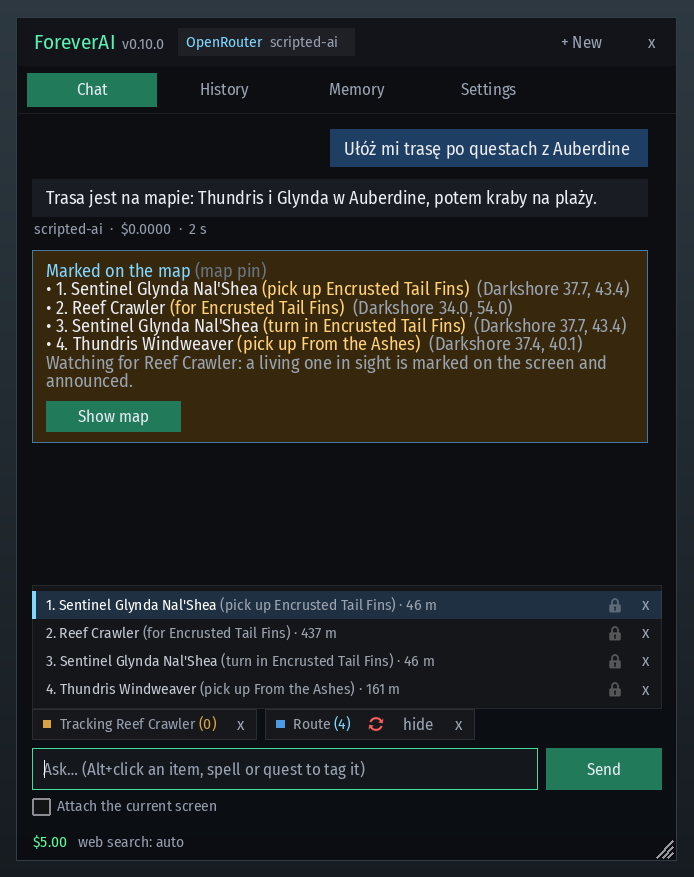 ForeverAI v0.10.0 OpenRouter scripted-ai + New x
Chat History Memory Settings
Ułóż mi trasę po questach z Auberdine
Trasa jest na mapie: Thundris i Glynda w Auberdine, potem kraby na plaży.
scripted-ai · $0.0000 · 2 s
Marked on the map (map pin)
• 1. Sentinel Glynda Nal'Shea (pick up Encrusted Tail Fins) (Darkshore 37.7, 43.4)
• 2. Reef Crawler (for Encrusted Tail Fins) (Darkshore 34.0, 54.0)
• 3. Sentinel Glynda Nal'Shea (turn in Encrusted Tail Fins) (Darkshore 37.7, 43.4)
• 4. Thundris Windweaver (pick up From the Ashes) (Darkshore 37.4, 40.1)
Watching for Reef Crawler: a living one in sight is marked on the screen and
announced.
Show map
1. Sentinel Glynda Nal'Shea (pick up Encrusted Tail Fins) · 46 m x
2. Reef Crawler (for Encrusted Tail Fins) · 437 m x
3. Sentinel Glynda Nal'Shea (turn in Encrusted Tail Fins) · 46 m x
4. Thundris Windweaver (pick up From the Ashes) · 161 m x
Tracking Reef Crawler (0) x Route (4) hide x
Ask... (Alt+click an item, spell or quest to tag it) Send
Attach the current screen
$5.00 web search: auto